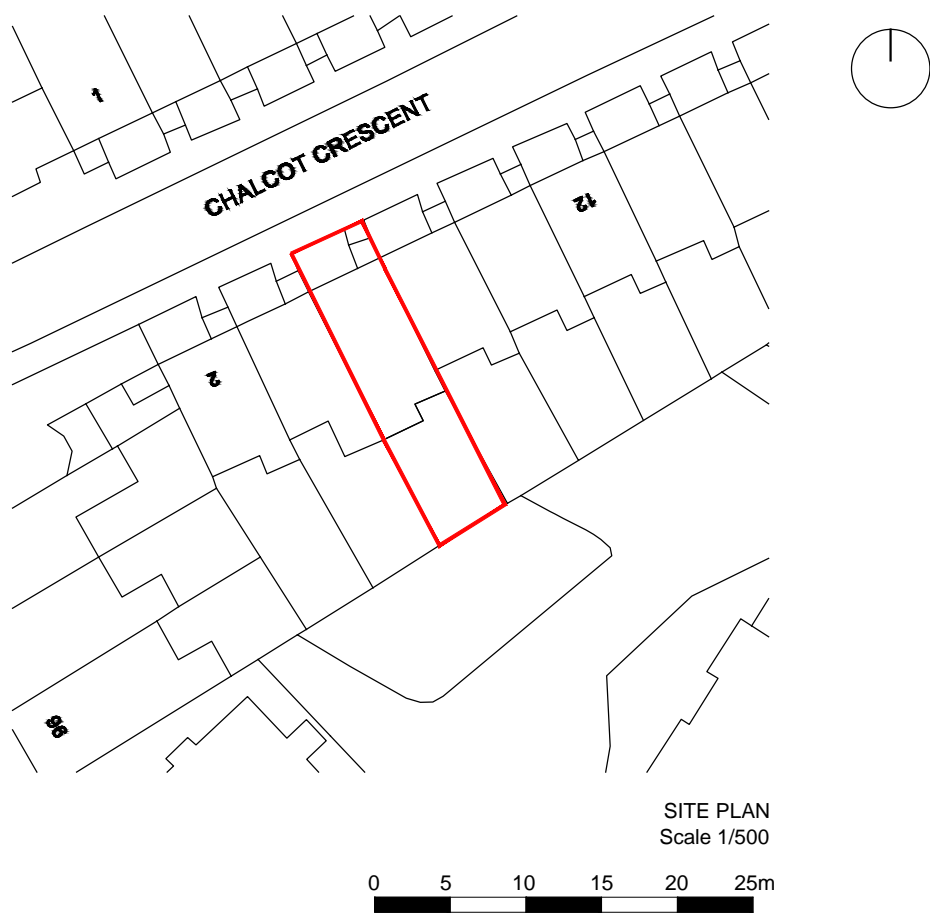 1
CHALCOT CRESCENT
12
2
96
SITE PLAN
Scale 1/500
0 5 10 15 20 25m